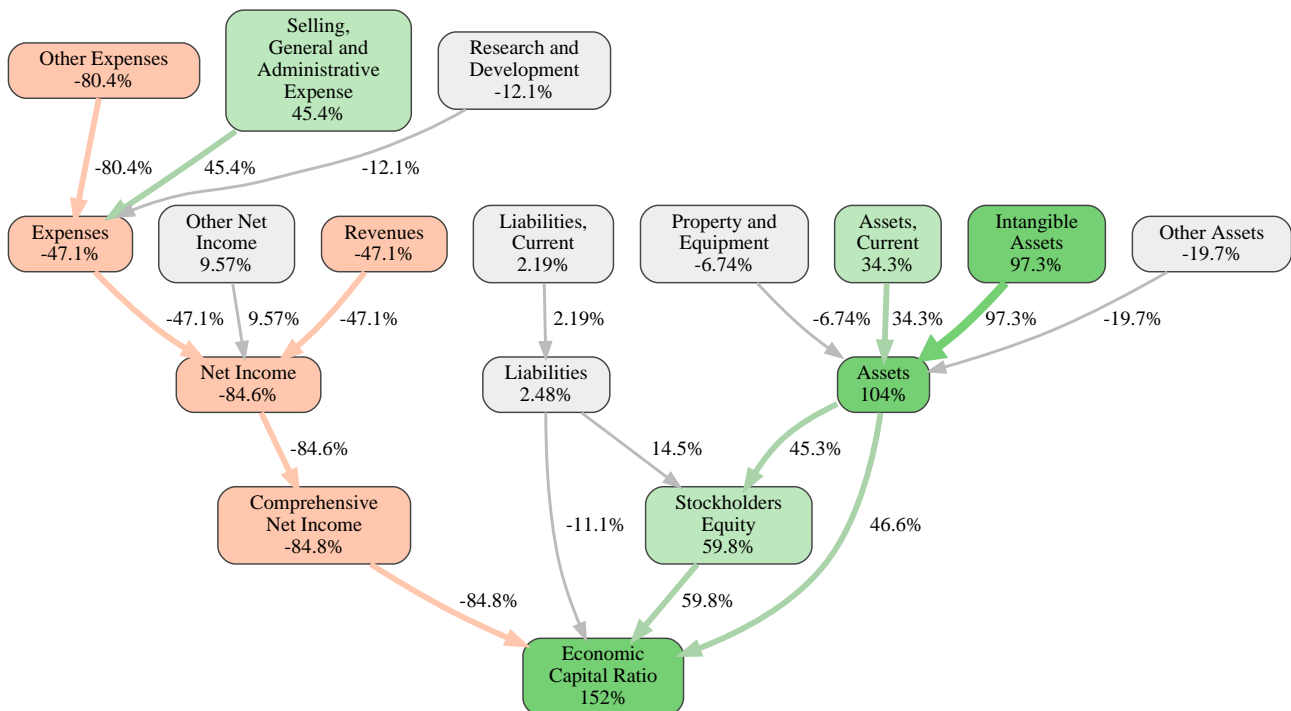 Other Expenses
-80.4%
Selling,
General and
Administrative
Expense
45.4%
Research and
Development
-12.1%
-80.4%
45.4%
-12.1%
Expenses
-47.1%
Other Net
Income
9.57%
Revenues
-47.1%
Liabilities,
Current
2.19%
Property and
Equipment
-6.74%
Assets,
Current
34.3%
Intangible
Assets
97.3%
Other Assets
-19.7%
-47.1%
9.57%
-47.1%
2.19%
-6.74%
34.3%
97.3%
-19.7%
Net Income
-84.6%
Liabilities
2.48%
Assets
104%
-84.6%
14.5%
45.3%
Comprehensive
Net Income
-84.8%
-11.1%
Stockholders
Equity
59.8%
46.6%
-84.8%
59.8%
Economic
Capital Ratio
152%